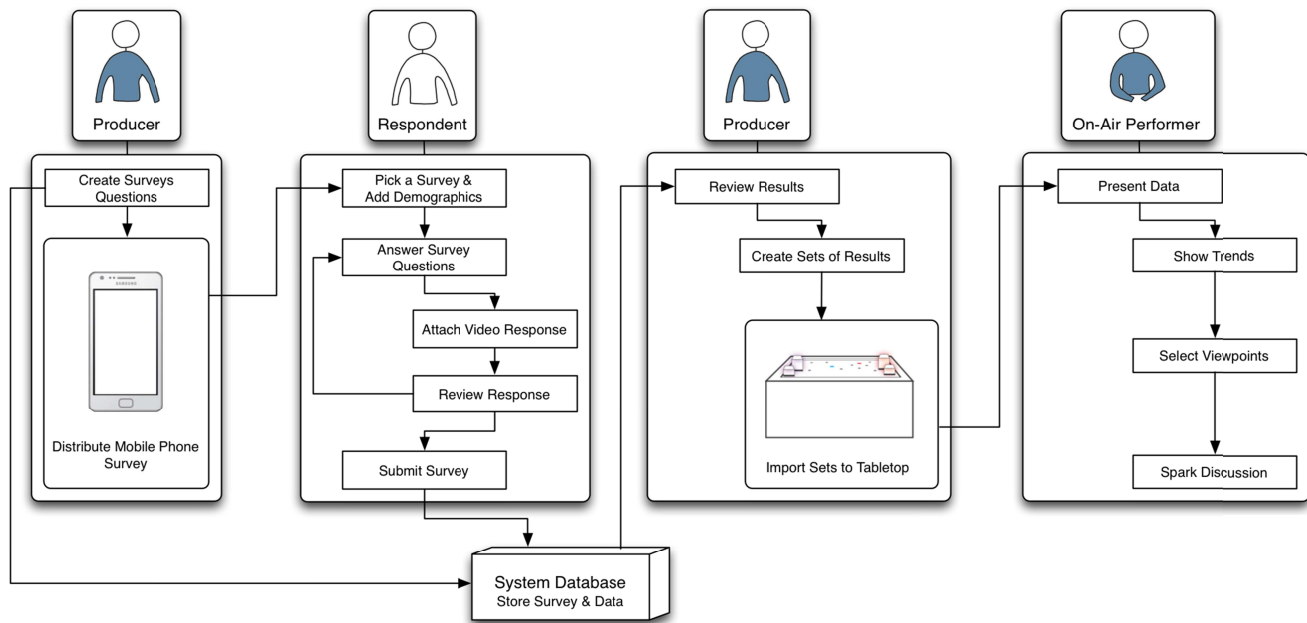 Producer
Respondent
Producer
On-Air Performer
Create Surveys
Questions
SAMSUNG
Distribute Mobile Phone
Survey
Pick a Survey &
Add Demographics
Answer Survey
Questions
Attach Video Response
Review Response
Submit Survey
System Database
Store Survey & Data
Review Results
Create Sets of Results
Import Sets to Tabletop
Present Data
Show Trends
Select Viewpoints
Spark Discussion